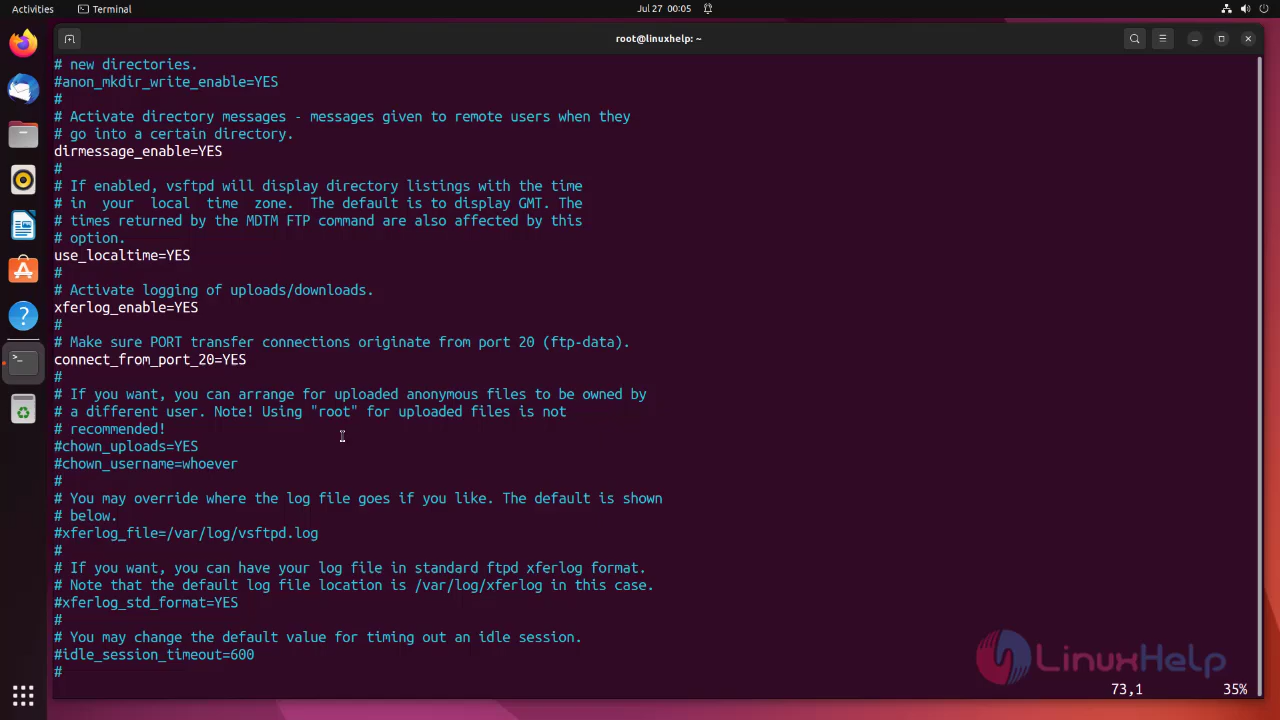 Activities
Terminal
Jul 27 00:05
root@linuxhelp: ~
# new directories.
#anon_mkdir_write_enable=YES
#
# Activate directory messages - messages given to remote users when they
# go into a certain directory.
dirmessage_enable=YES
#
# If enabled, vsftpd will display directory listings with the time
# in  your  local  time  zone.  The default is to display GMT. The
# times returned by the MDTM FTP command are also affected by this
# option.
use_localtime=YES
#
# Activate logging of uploads/downloads.
xferlog_enable=YES
#
# Make sure PORT transfer connections originate from port 20 (ftp-data).
connect_from_port_20=YES
#
# If you want, you can arrange for uploaded anonymous files to be owned by
# a different user. Note! Using "root" for uploaded files is not
# recommended!
#chown_uploads=YES
#chown_username=whoever
#
# You may override where the log file goes if you like. The default is shown
# below.
#xferlog_file=/var/log/vsftpd.log
#
# If you want, you can have your log file in standard ftpd xferlog format.
# Note that the default log file location is /var/log/xferlog in this case.
#xferlog_std_format=YES
#
# You may change the default value for timing out an idle session.
#idle_session_timeout=600
#
LinuxHelp
73,1 35%